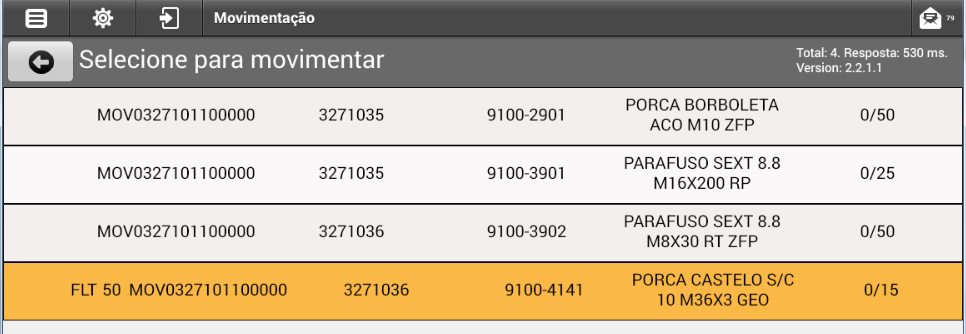 Movimentação
79
Selecione para movimentar
Total: 4. Resposta: 530 ms.
Version: 2.2.1.1
MOV0327101100000 3271035 9100-2901 PORCA BORBOLETA ACO M10 ZFP 0/50
MOV0327101100000 3271035 9100-3901 PARAFUSO SEXT 8.8 M16X200 RP 0/25
MOV0327101100000 3271036 9100-3902 PARAFUSO SEXT 8.8 M8X30 RT ZFP 0/50
FLT 50 MOV0327101100000 3271036 9100-4141 PORCA CASTELO S/C 10 M36X3 GEO 0/15